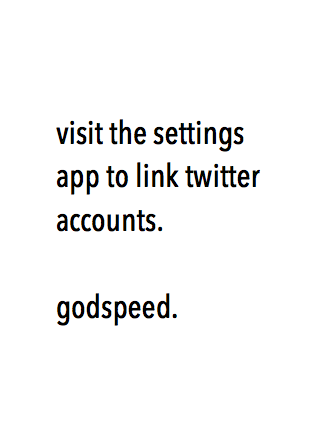 visit the settings
app to link twitter
accounts.
godspeed.